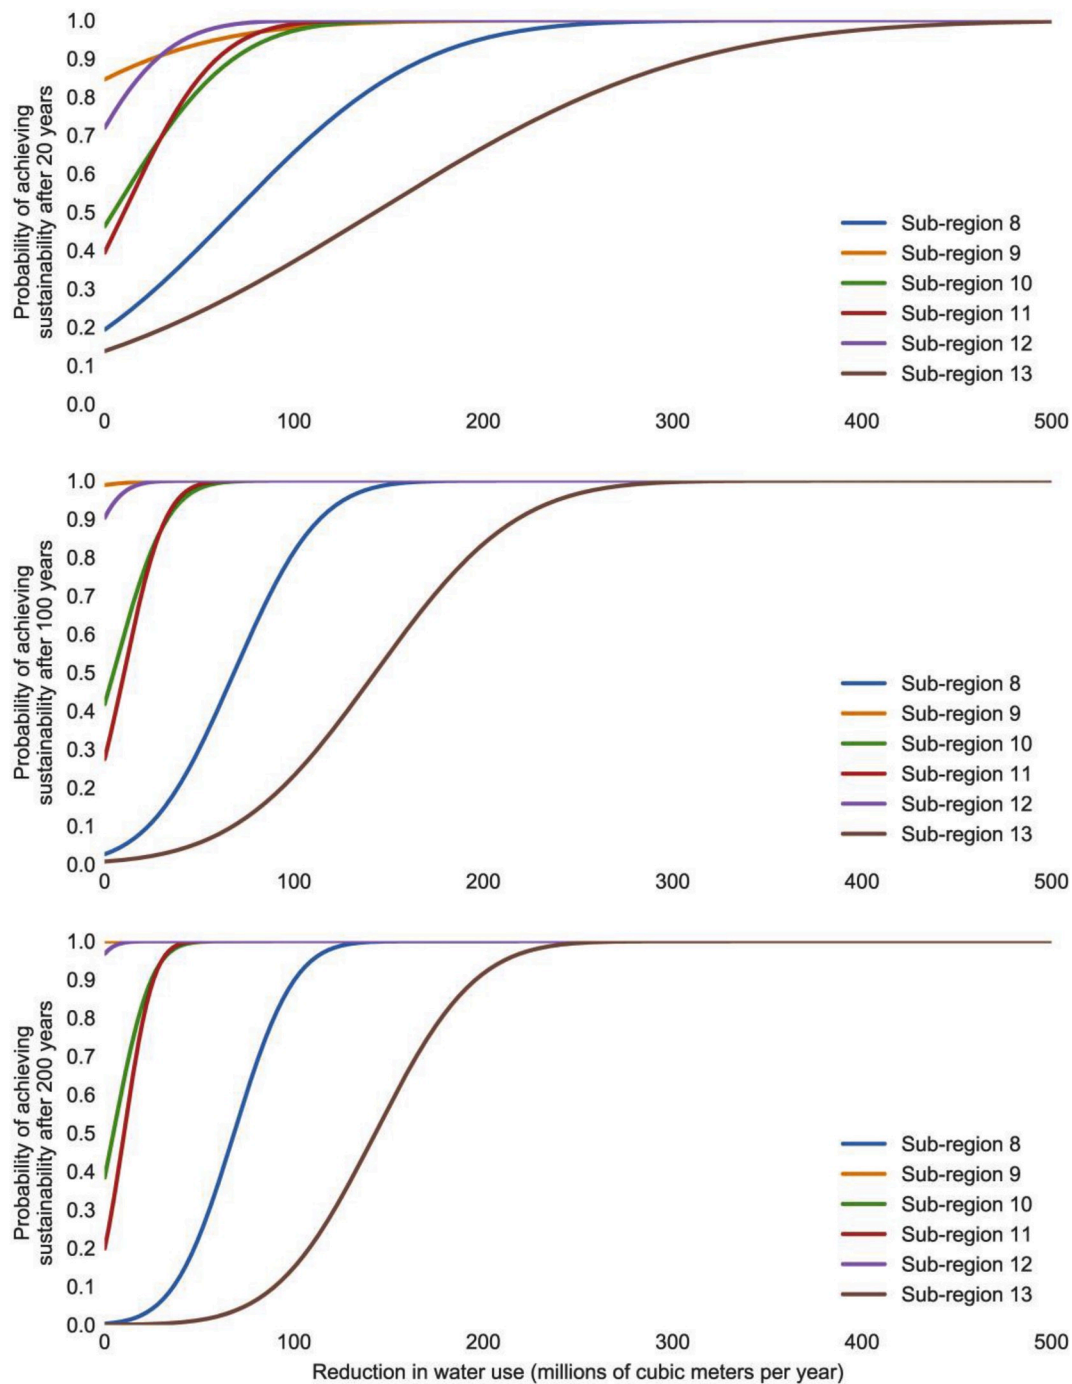 Probability of achieving
sustainability after 20 years
1.0
0.9
0.8
0.7
0.6
0.5
0.4
0.3
0.2
0.1
0.0
0 100 200 300 400 500
Sub-region 8
Sub-region 9
Sub-region 10
Sub-region 11
Sub-region 12
Sub-region 13
Probability of achieving
sustainability after 100 years
1.0
0.9
0.8
0.7
0.6
0.5
0.4
0.3
0.2
0.1
0.0
0 100 200 300 400 500
Sub-region 8
Sub-region 9
Sub-region 10
Sub-region 11
Sub-region 12
Sub-region 13
Probability of achieving
sustainability after 200 years
1.0
0.9
0.8
0.7
0.6
0.5
0.4
0.3
0.2
0.1
0.0
0 100 200 300 400 500
Sub-region 8
Sub-region 9
Sub-region 10
Sub-region 11
Sub-region 12
Sub-region 13
Reduction in water use (millions of cubic meters per year)